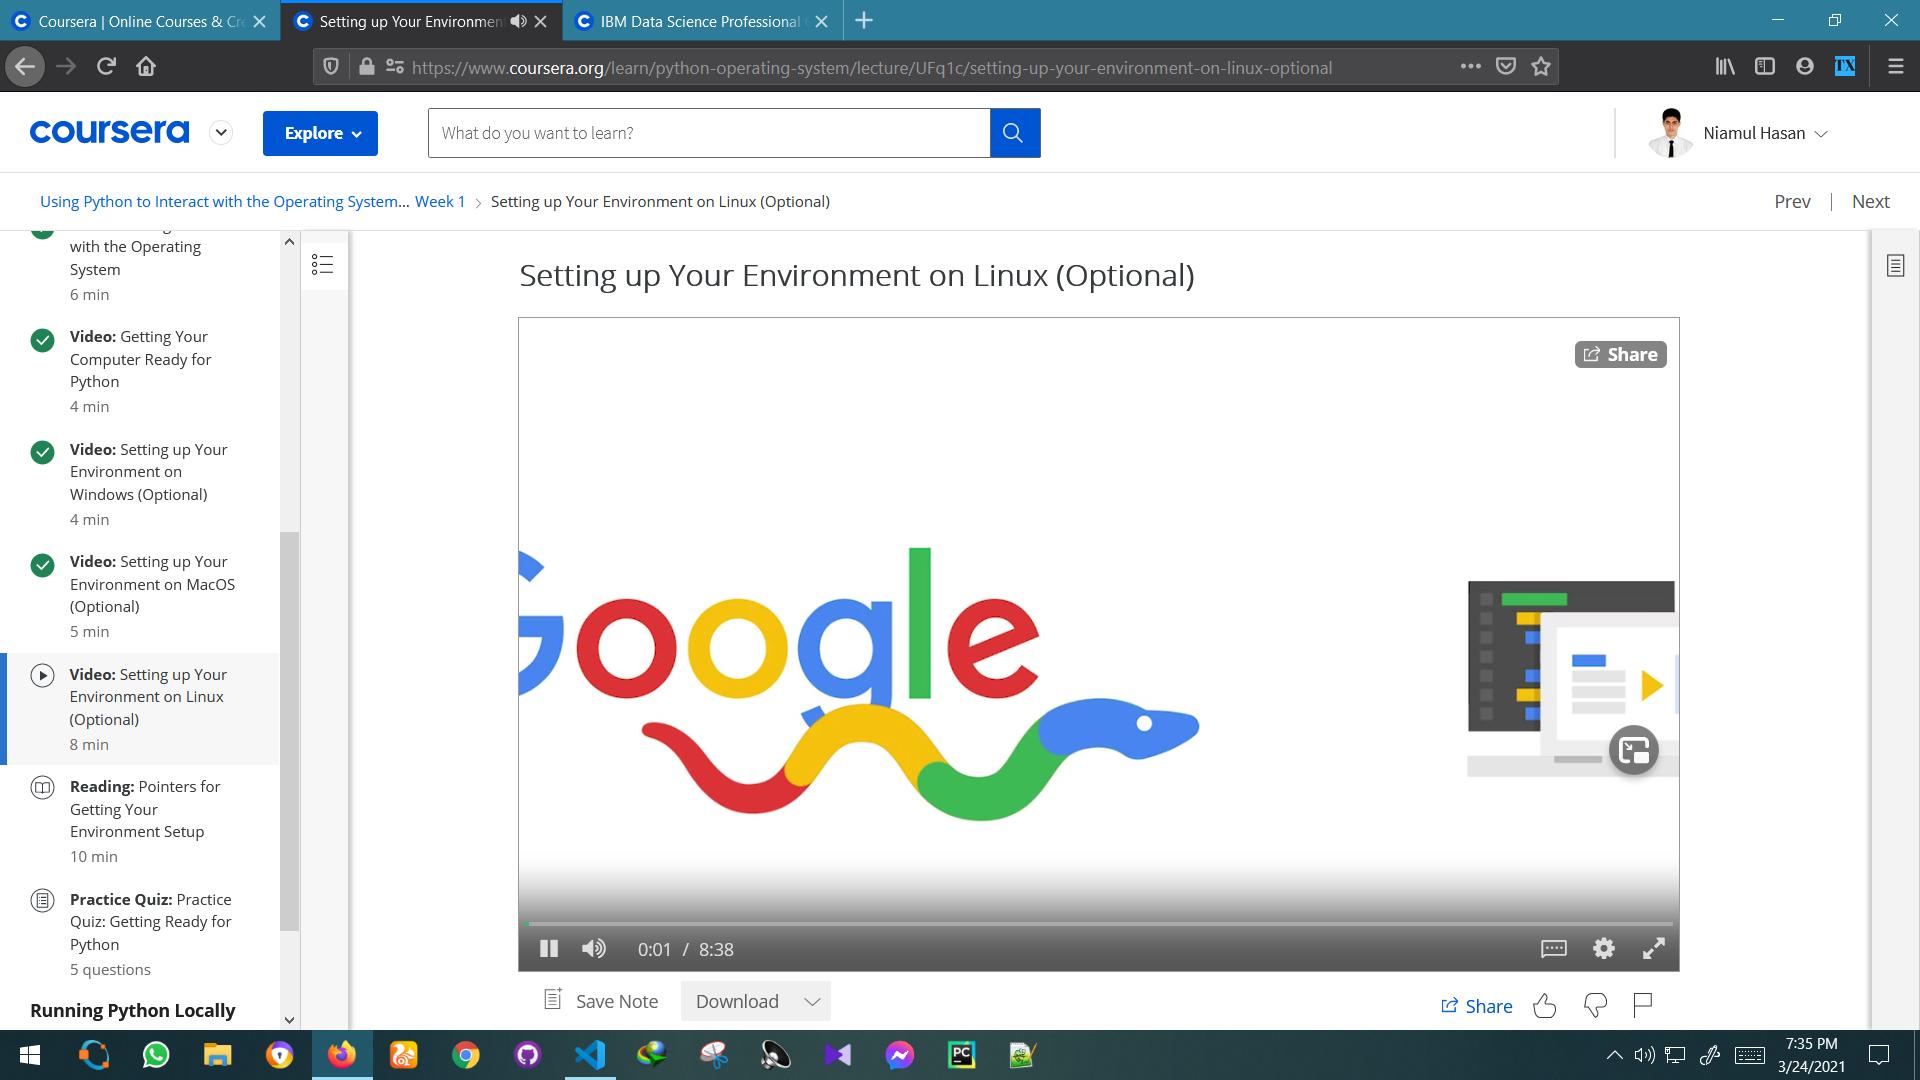 Coursera | Online Courses & Cre
Setting up Your Environmen
IBM Data Science Professional
https://www.coursera.org/learn/python-operating-system/lecture/UFq1c/setting-up-your-environment-on-linux-optional
TX
coursera
Explore
What do you want to learn?
Niamul Hasan
Using Python to Interact with the Operating System... Week 1 > Setting up Your Environment on Linux (Optional)
Prev | Next
with the Operating
System
6 min
Video: Getting Your
Computer Ready for
Python
4 min
Video: Setting up Your
Environment on
Windows (Optional)
4 min
Video: Setting up Your
Environment on MacOS
(Optional)
5 min
Video: Setting up Your
Environment on Linux
(Optional)
8 min
Reading: Pointers for
Getting Your
Environment Setup
10 min
Practice Quiz: Practice
Quiz: Getting Ready for
Python
5 questions
Running Python Locally
Setting up Your Environment on Linux (Optional)
Share
Google
0:01 / 8:38
Save Note
Download
Share
PC
7:35 PM
3/24/2021